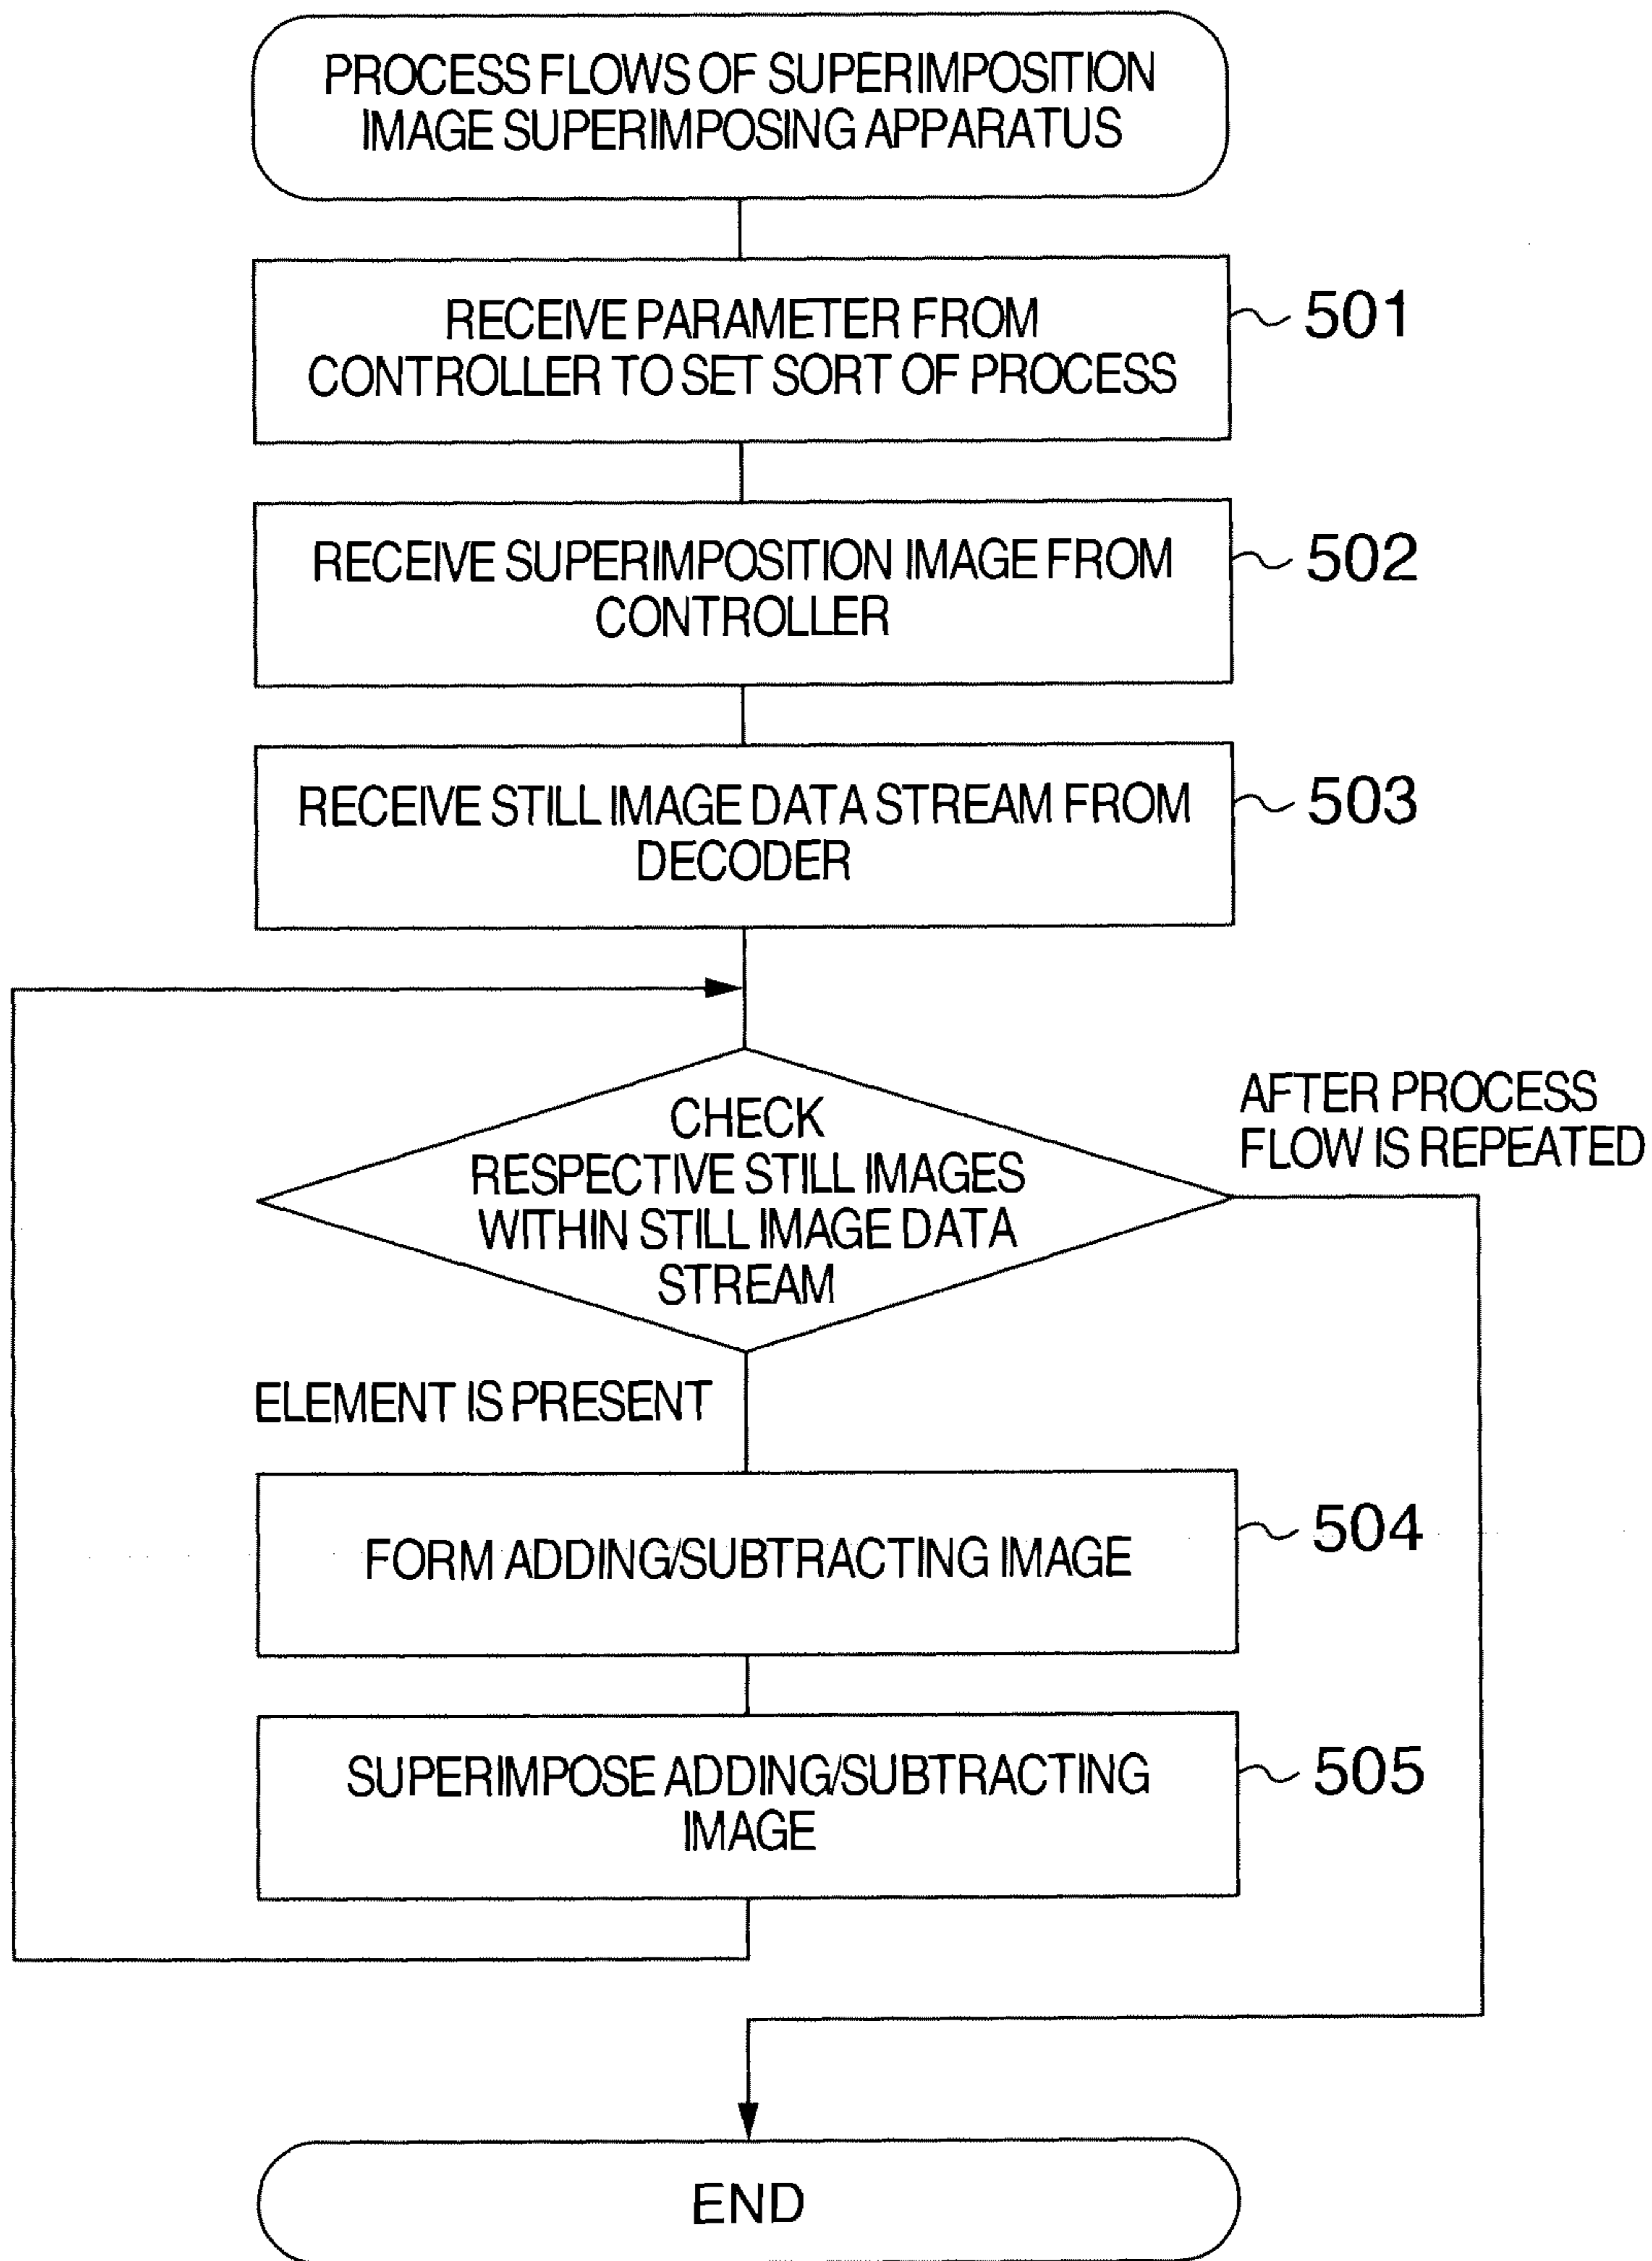 PROCESS FLOWS OF SUPERIMPOSITION
IMAGE SUPERIMPOSING APPARATUS
RECEIVE PARAMETER FROM
CONTROLLER TO SET SORT OF PROCESS
501
RECEIVE SUPERIMPOSITION IMAGE FROM
CONTROLLER
502
RECEIVE STILL IMAGE DATA STREAM FROM
DECODER
503
CHECK
RESPECTIVE STILL IMAGES
WITHIN STILL IMAGE DATA
STREAM
AFTER PROCESS
FLOW IS REPEATED
ELEMENT IS PRESENT
FORM ADDING/SUBTRACTING IMAGE
504
SUPERIMPOSE ADDING/SUBTRACTING
IMAGE
505
END